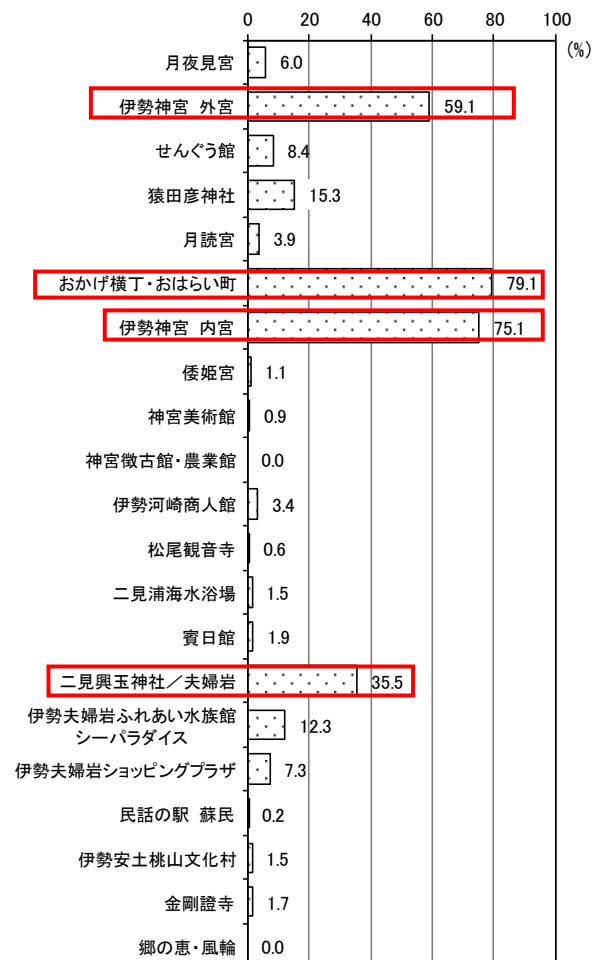 0 20 40 60 80 100
(%)
月夜見宮 6.0
伊勢神宮 外宮 59.1
せんぐう館 8.4
猿田彦神社 15.3
月読宮 3.9
おかげ横丁・おはらい町 79.1
伊勢神宮 内宮 75.1
倭姫宮 1.1
神宮美術館 0.9
神宮徴古館・農業館 0.0
伊勢河崎商人館 3.4
松尾観音寺 0.6
二見浦海水浴場 1.5
賓日館 1.9
二見興玉神社／夫婦岩 35.5
伊勢夫婦岩ふれあい水族館
シーパラダイス 12.3
伊勢夫婦岩ショッピングプラザ 7.3
民話の駅 蘇民 0.2
伊勢安土桃山文化村 1.5
金剛證寺 1.7
郷の恵・風輪 0.0